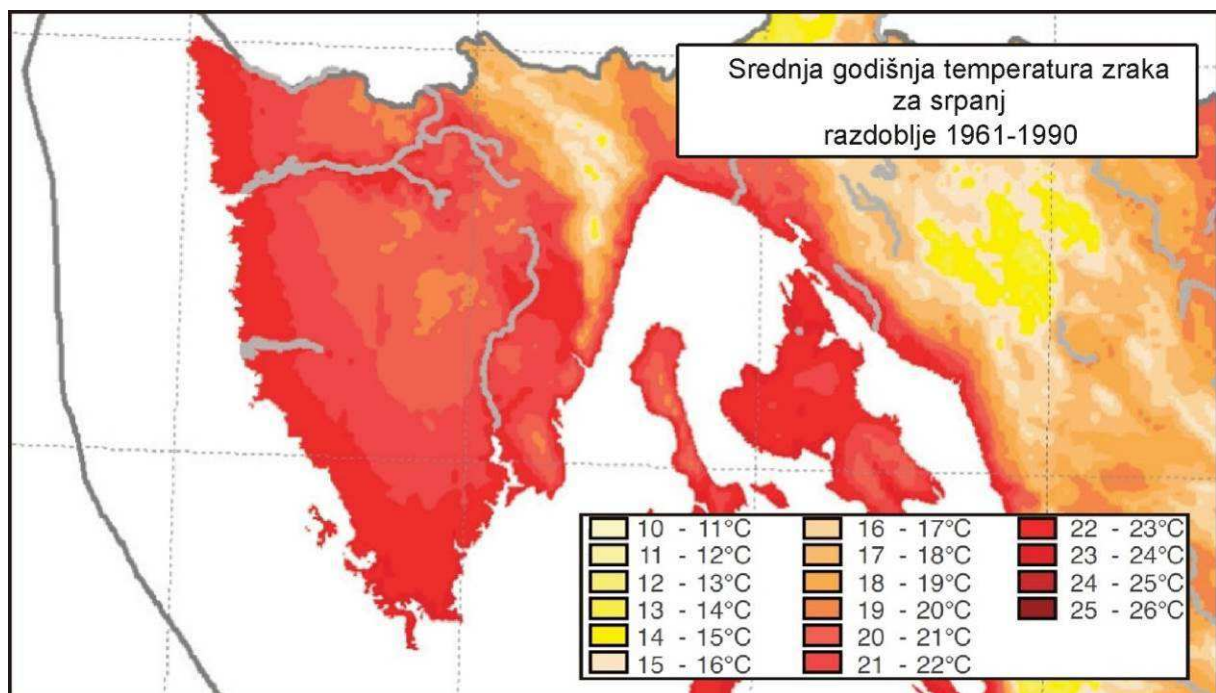 Srednja godišnja temperatura zraka
za srpanj
razdoblje 1961-1990
10 - 11°C
11 - 12°C
12 - 13°C
13 - 14°C
14 - 15°C
15 - 16°C
16 - 17°C
17 - 18°C
18 - 19°C
19 - 20°C
20 - 21°C
21 - 22°C
22 - 23°C
23 - 24°C
24 - 25°C
25 - 26°C